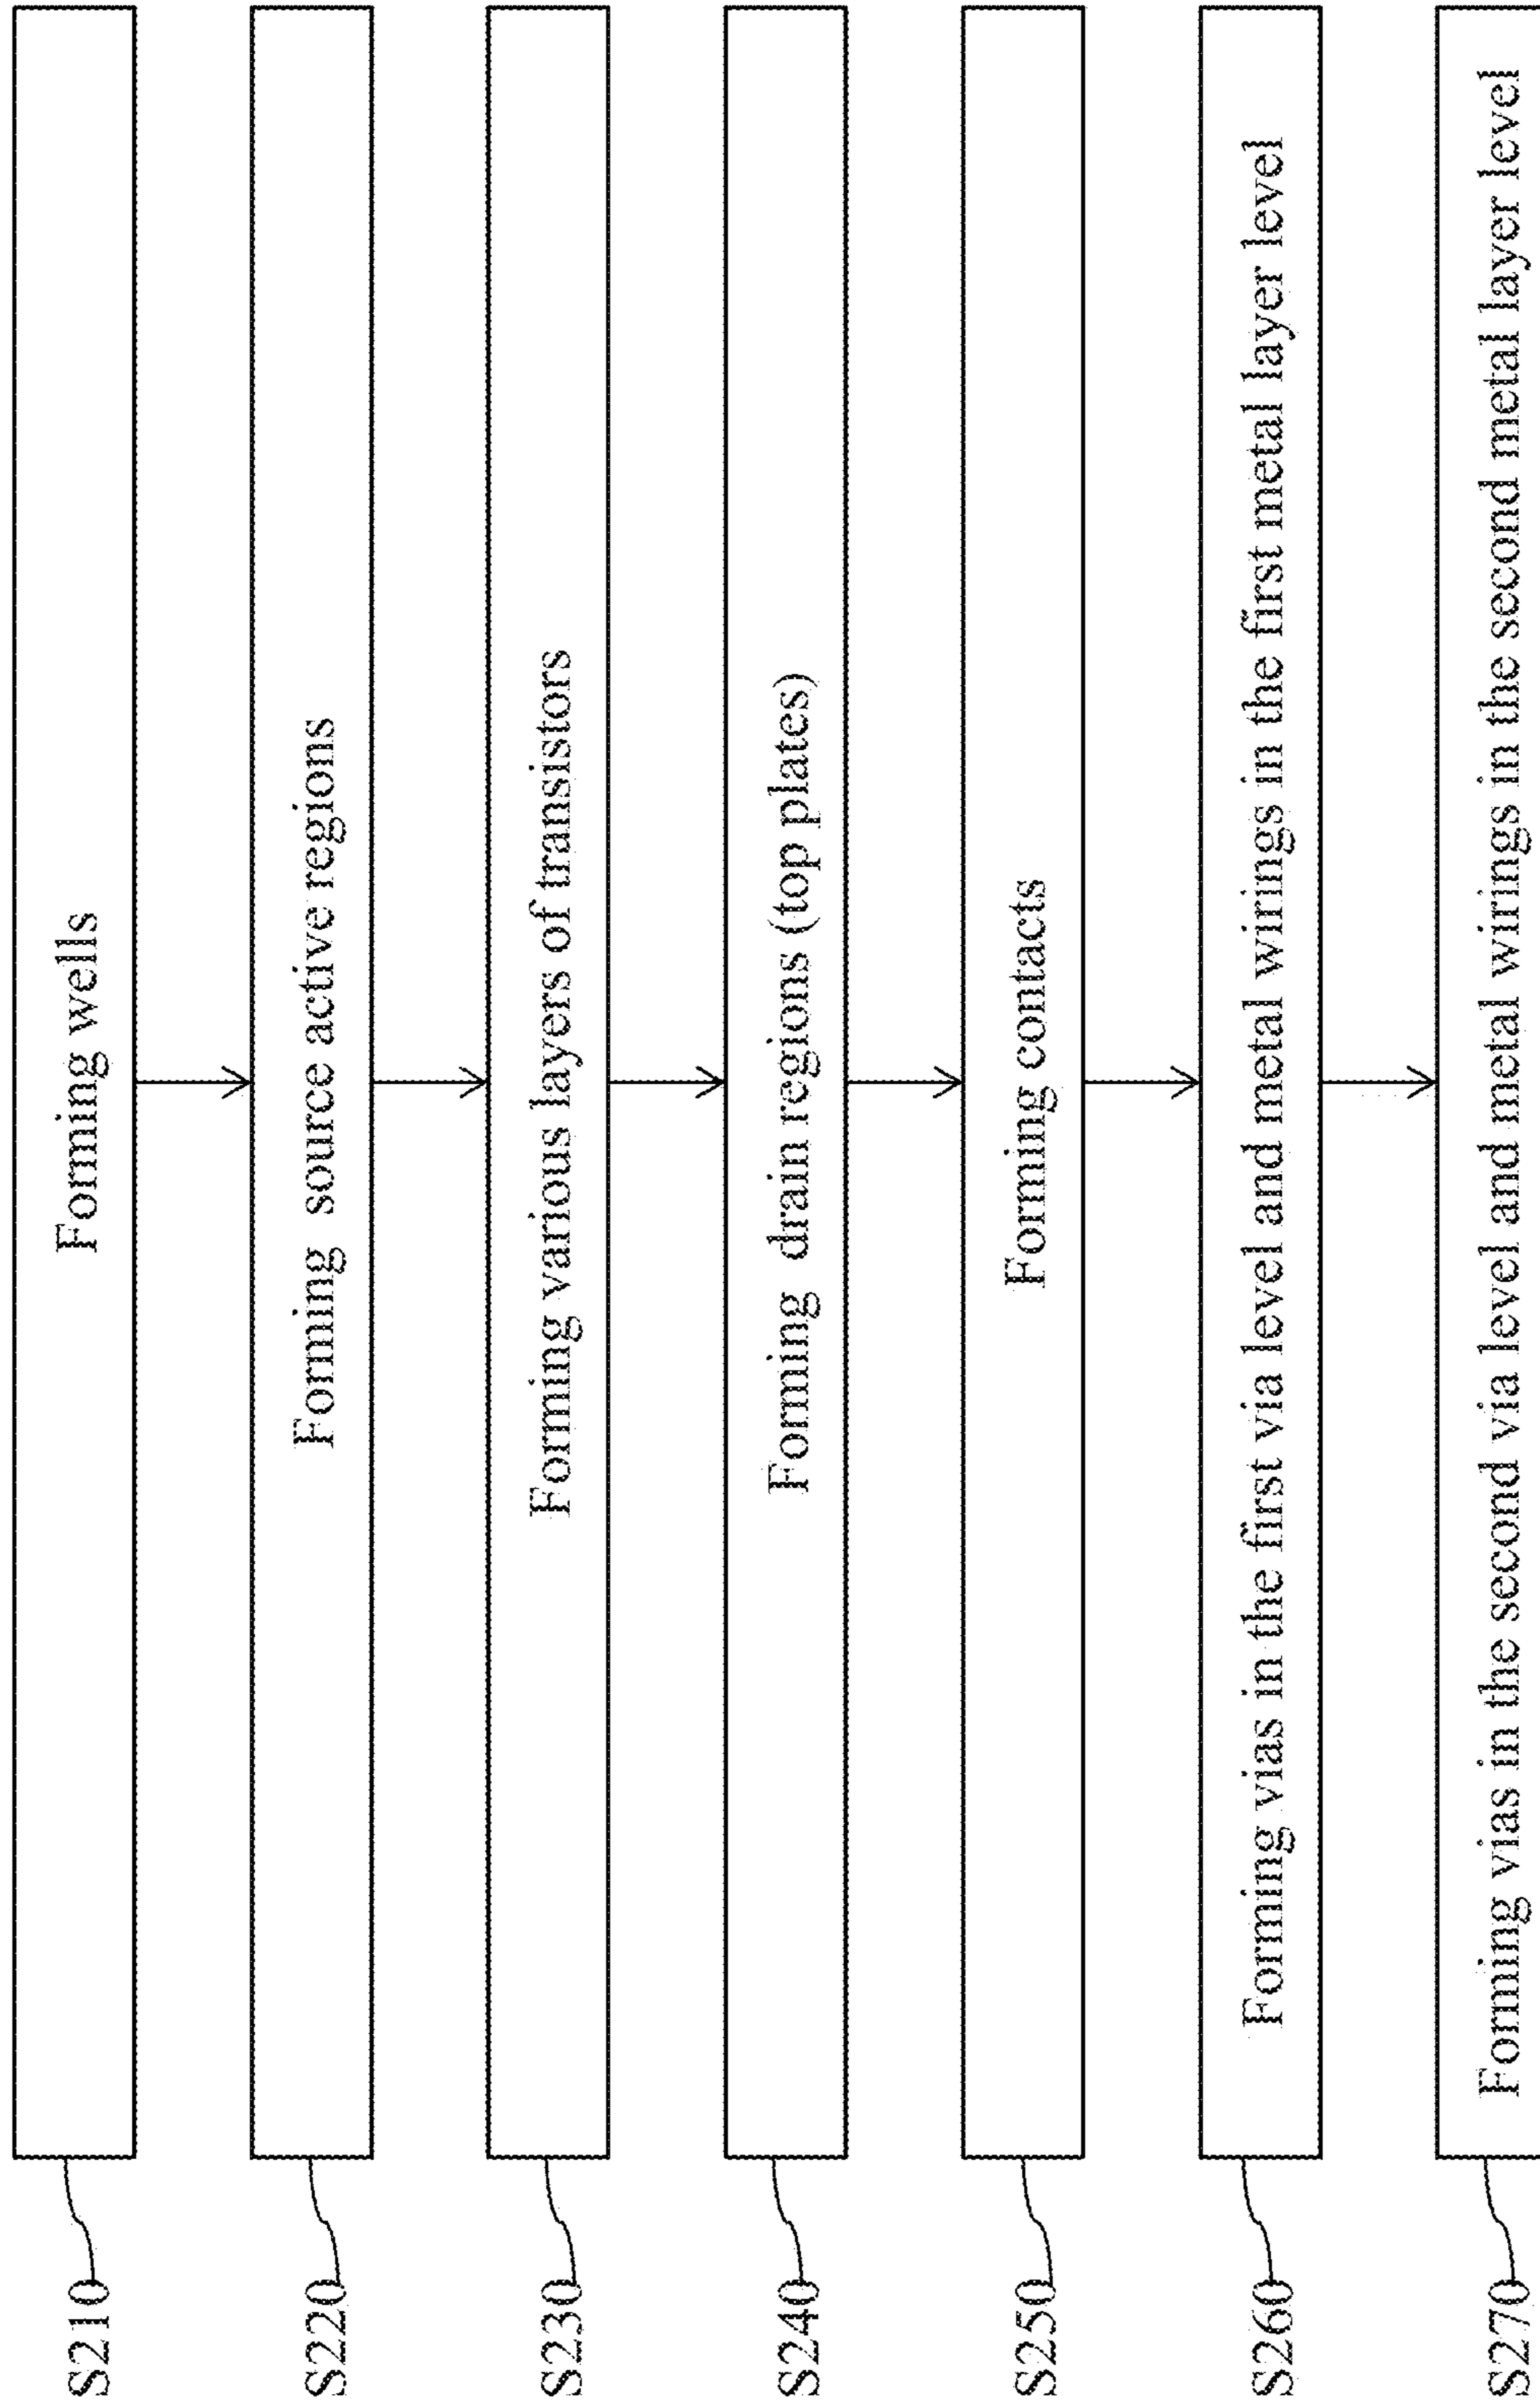 S210
Forming wells
S220
Forming source active regions
S230
Forming various layers of transistors
S240
Forming drain regions (top plates)
S250
Forming contacts
S260
Forming vias in the first via level and metal wirings in the first metal layer level
S270
Forming vias in the second via level and metal wirings in the second metal layer level